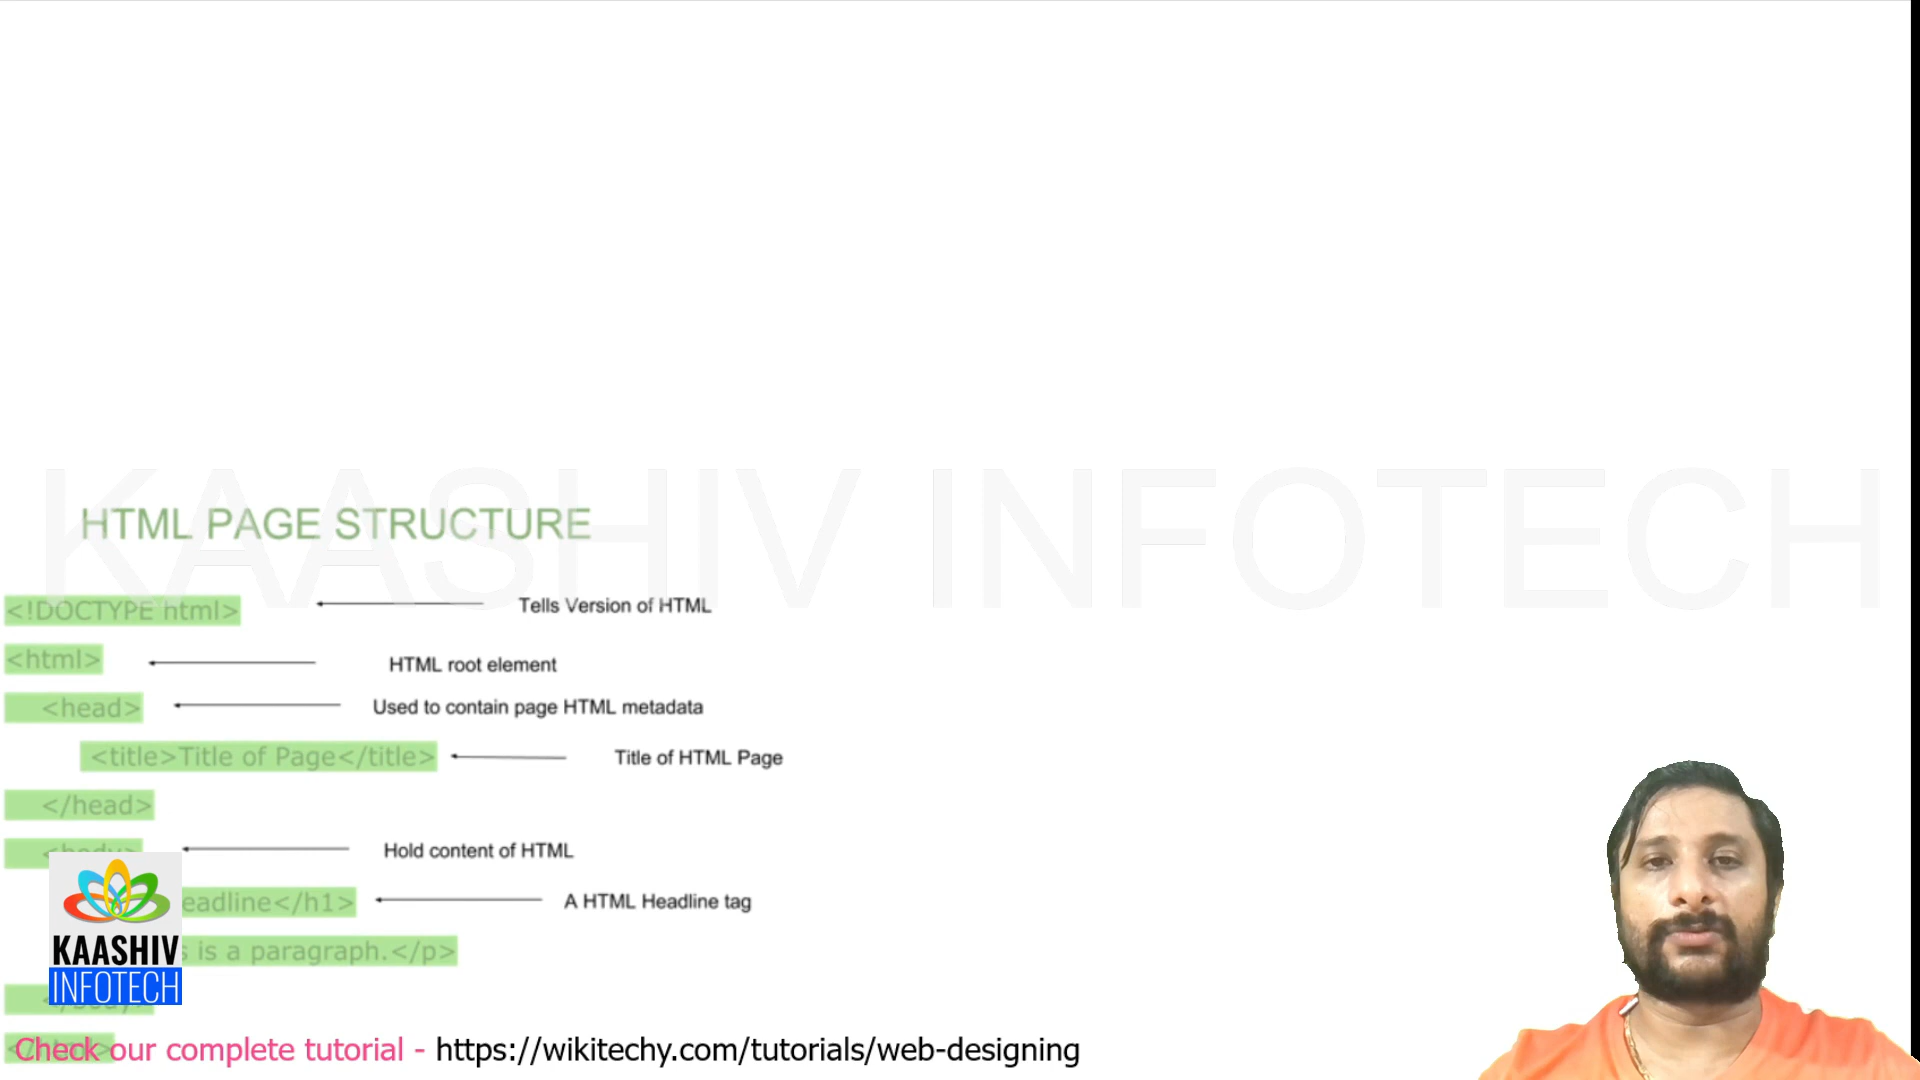 KAASHIV INFOTECH
HTML PAGE STRUCTURE
<!DOCTYPE html> Tells Version of HTML
<html> HTML root element
<head> Used to contain page HTML metadata
<title>Title of Page</title> Title of HTML Page
</head>
<body> Hold content of HTML
eadline</h1> A HTML Headline tag
s is a paragraph.</p>
</body>
KAASHIV
INFOTECH
Check our complete tutorial - https://wikitechy.com/tutorials/web-designing